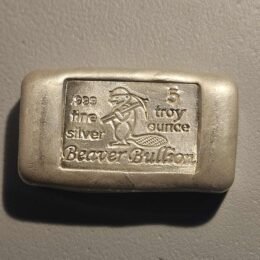 .999 5
fine troy
silver ounce
Beaver Bullion